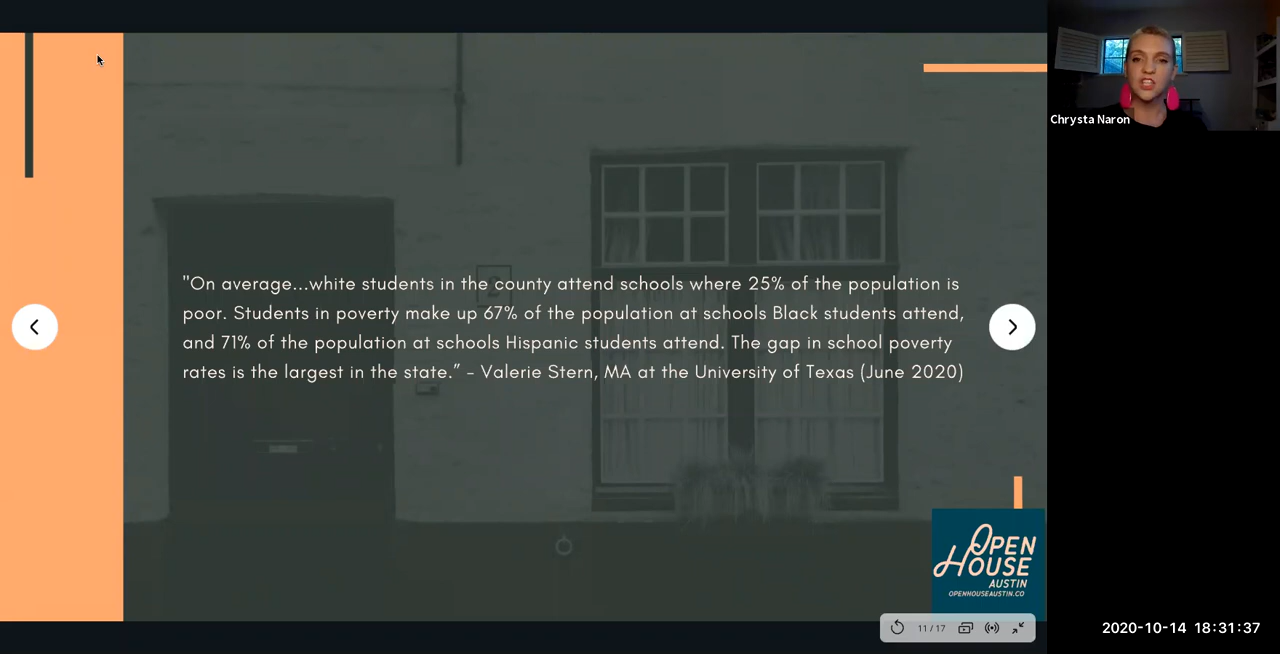 "On average...white students in the county attend schools where 25% of the population is
poor. Students in poverty make up 67% of the population at schools Black students attend,
and 71% of the population at schools Hispanic students attend. The gap in school poverty
rates is the largest in the state.” - Valerie Stern, MA at the University of Texas (June 2020)
Chrysta Naron
OPEN
HOUSE
AUSTIN
OPENHOUSEAUSTIN.CO
11 / 17
2020-10-14 18:31:37